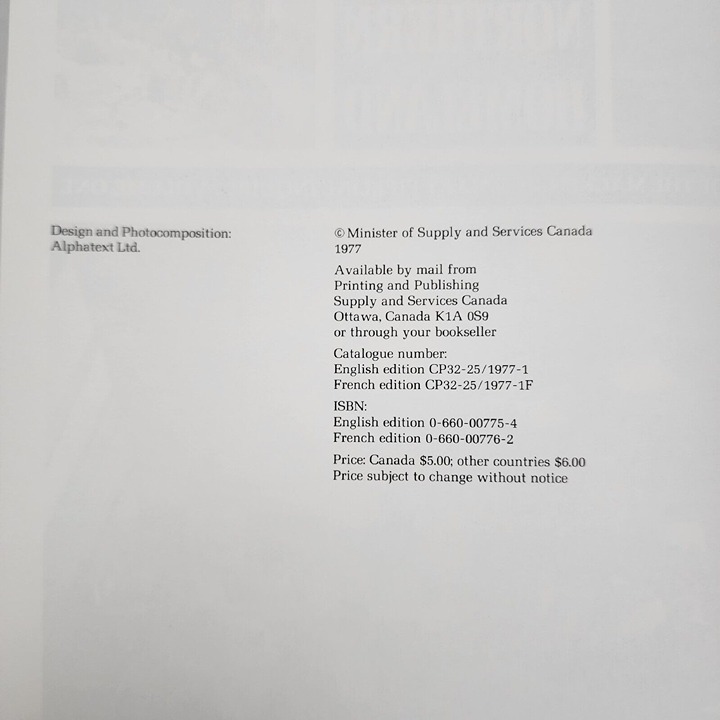 Design and Photocomposition:
Alphatext Ltd.
© Minister of Supply and Services Canada
1977
Available by mail from
Printing and Publishing
Supply and Services Canada
Ottawa, Canada K1A 0S9
or through your bookseller
Catalogue number:
English edition CP32-25/1977-1
French edition CP32-25/1977-1F
ISBN:
English edition 0-660-00775-4
French edition 0-660-00776-2
Price: Canada $5.00; other countries $6.00
Price subject to change without notice